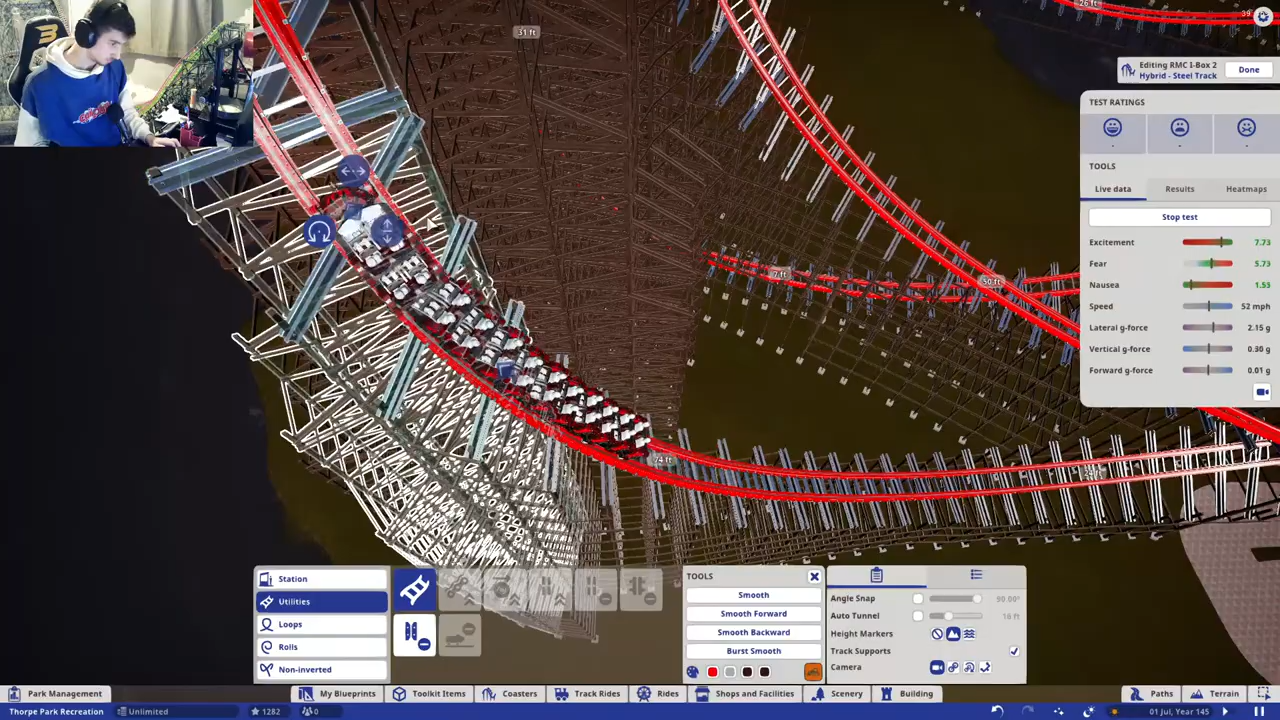 31 ft
26 ft
39
Editing RMC I-Box 2
Hybrid - Steel Track
Done
TEST RATINGS
-
-
-
TOOLS
Live data
Results
Heatmaps
Stop test
Excitement 7.73
Fear 5.73
Nausea 1.53
Speed 52 mph
Lateral g-force 2.15 g
Vertical g-force 0.30 g
Forward g-force 0.01 g
50 ft
74 ft
Station
Utilities
Loops
Rolls
Non-inverted
TOOLS
Smooth
Smooth Forward
Smooth Backward
Burst Smooth
Angle Snap 90.00°
Auto Tunnel 10 ft
Height Markers
Track Supports
Camera
Park Management
My Blueprints
Toolkit Items
Coasters
Track Rides
Rides
Shops and Facilities
Scenery
Building
Paths
Terrain
Thorpe Park Recreation
Unlimited
1282
0
01 Jul, Year 145